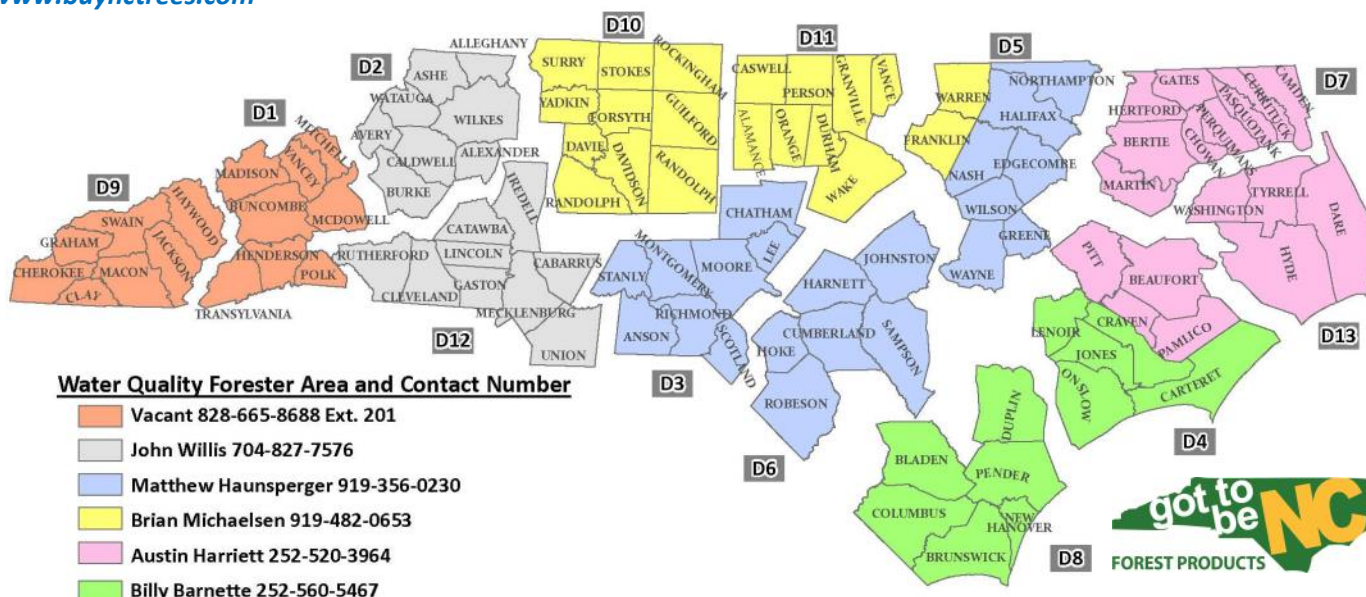 www.buynctrees.com
D10
D11
D5
D7
D2
D1
D9
D12
D3
D6
D13
D4
D8
ALLEGHANY
ASHE
WATAUGA
WILKES
AVERY
CALDWELL
ALEXANDER
BURKE
MITCHELL
YANCEY
MADISON
BUNCOMBE
MCDOWELL
HENDERSON
POLK
TRANSYLVANIA
HAYWOOD
SWAIN
JACKSON
GRAHAM
CHEROKEE
MACON
CLAY
IREDELL
CATAWBA
RUTHERFORD
LINCOLN
CABARRUS
GASTON
CLEVELAND
MECKLENBURG
UNION
SURRY
STOKES
ROCKINGHAM
YADKIN
FORSYTH
GUILFORD
DAVIE
DAVIDSON
RANDOLPH
RANDOLPH
CASWELL
PERSON
GRANVILLE
VANCE
ALAMANCE
ORANGE
DURHAM
WAKE
WARREN
FRANKLIN
NORTHAMPTON
HALIFAX
NASH
EDGECOMBE
WILSON
GREENE
WAYNE
CHATHAM
LEE
MONTGOMERY
MOORE
STANLY
RICHMOND
ANSON
SCOTLAND
JOHNSTON
HARNETT
CUMBERLAND
SAMPSON
HOKE
ROBESON
GATES
CAMDEN
CURRITUCK
PASQUOTANK
PERQUIMANS
CHOWAN
HERTFORD
BERTIE
MARTIN
WASHINGTON
TYRRELL
DARE
HYDE
PITT
BEAUFORT
PAMLICO
LENOIR
CRAVEN
JONES
ONSLOW
CARTERET
DUPLIN
BLADEN
PENDER
COLUMBUS
NEW
HANOVER
BRUNSWICK
Water Quality Forester Area and Contact Number
Vacant 828-665-8688 Ext. 201
John Willis 704-827-7576
Matthew Haunsperger 919-356-0230
Brian Michaelsen 919-482-0653
Austin Harriett 252-520-3964
Billy Barnette 252-560-5467
got to
be NC
FOREST PRODUCTS